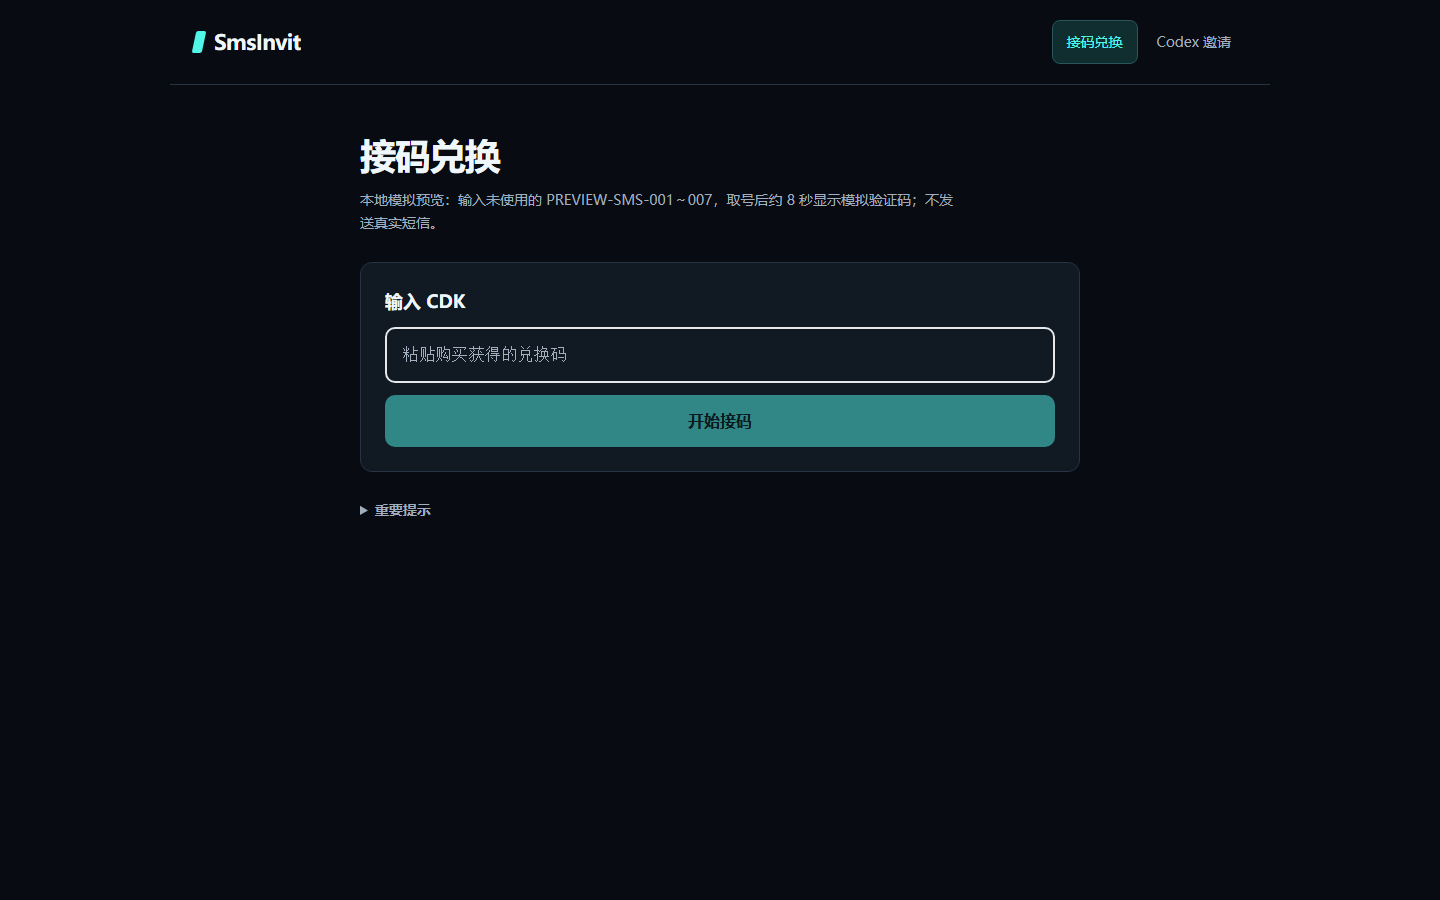 SmsInvit
接码兑换
Codex 邀请
接码兑换
本地模拟预览：输入未使用的 PREVIEW-SMS-001～007，取号后约 8 秒显示模拟验证码；不发
送真实短信。
输入 CDK
粘贴购买获得的兑换码
开始接码
重要提示